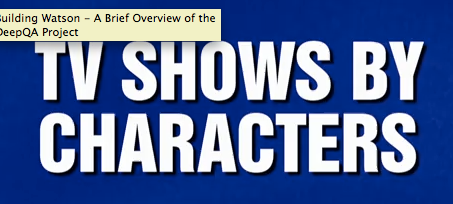 Building Watson - A Brief Overview of the
DeepQA Project
TV SHOWS BY
CHARACTERS